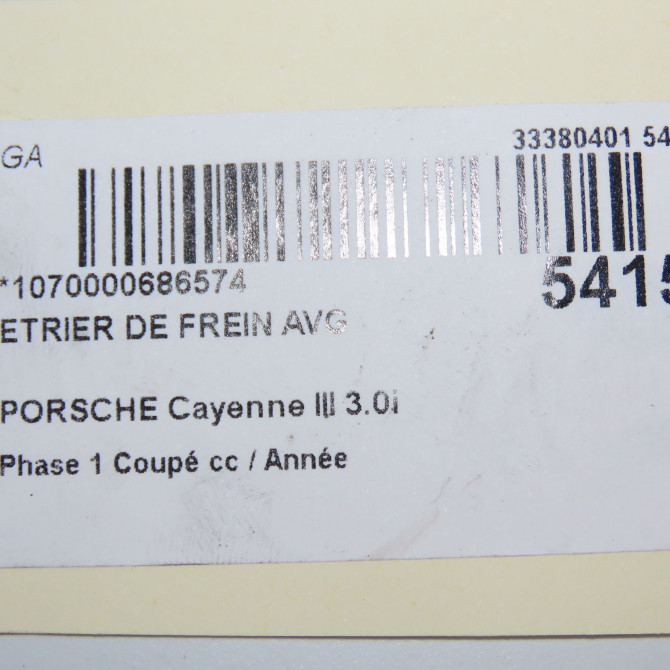 GA
33380401 54
*1070000686574
5415
ETRIER DE FREIN AVG
PORSCHE Cayenne III 3.0i
Phase 1 Coupé cc / Année